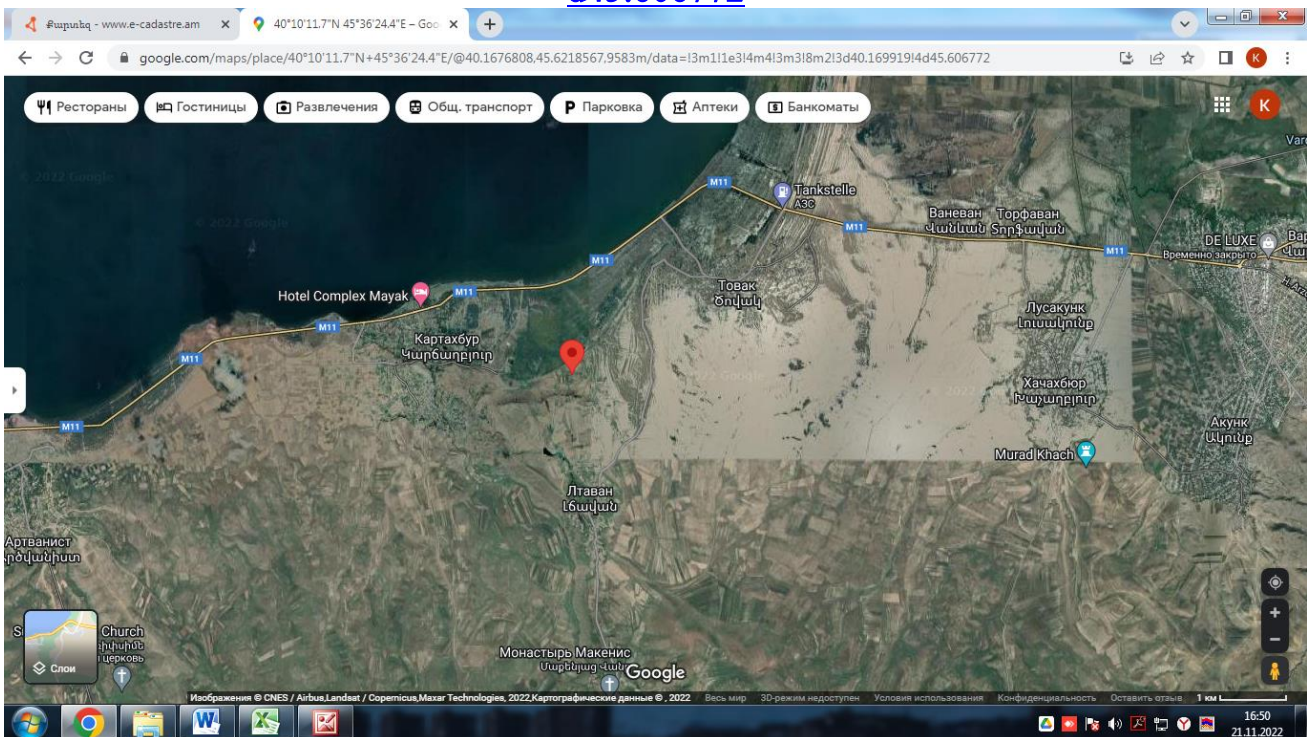 Քարտեզ - www.e-cadastre.am
40°10'11.7"N 45°36'24.4"E – Goo
google.com/maps/place/40°10'11.7"N+45°36'24.4"E/@40.1676808,45.6218567,9583m/data=!3m1!1e3!4m4!3m3!8m2!3d40.169919!4d45.606772
K
Рестораны
Гостиницы
Развлечения
Общ. транспорт
Парковка
Аптеки
Банкоматы
K
© 2022 Google
© 2022 Google
M11
Tankstelle
АЗС
M11
Ваневан
Վանևան
Торфаван
Տորֆավան
M11
DE LUXE
Временно закрыто
M11
Hotel Complex Mayak
M11
Товак
Ծովակ
M11
Картахбур
Կարճաղբյուր
Лусакунк
Լուսակունք
M11
Хачахбюр
Խաչաղբյուր
M11
Акунк
Ակունք
Murad Khach
Лтаван
Լճավան
Артванист
Church
церковь
Слои
Монастырь Макенис
Մաքենյաց Վանք
Google
Изображения © CNES / Airbus,Landsat / Copernicus,Maxar Technologies, 2022,Картографические данные © , 2022
Весь мир
3D-режим недоступен
Условия использования
Конфиденциальность
Оставить отзыв
1 км
16:50
21.11.2022